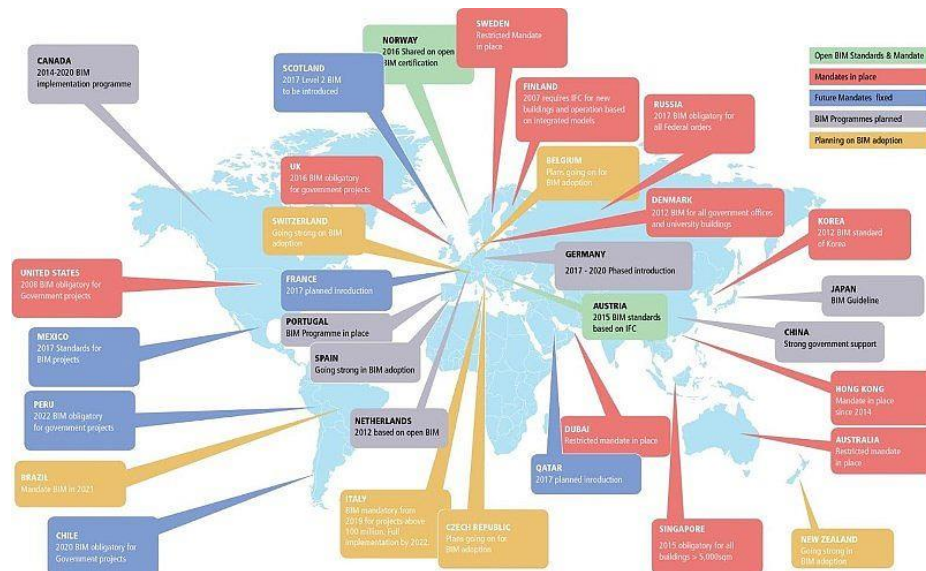 CANADA
2014-2020 BIM
implementation programme
SCOTLAND
2017 Level 2 BIM
to be introduced
NORWAY
2016 Shared on open
BIM certification
SWEDEN
Restricted Mandate
in place
FINLAND
2007 requires IFC for new
buildings and operation based
on integrated models
RUSSIA
2017 BIM obligatory for
all Federal orders
Open BIM Standards & Mandate
Mandates in place
Future Mandates fixed
BIM Programmes planned
Planning on BIM adoption
UK
2016 BIM obligatory
for government projects
BELGIUM
Plans going on for
BIM adoption
SWITZERLAND
Going strong on BIM
adoption
DENMARK
2012 BIM for all government offices
and university buildings
KOREA
2012 BIM standard
of Korea
UNITED STATES
2008 BIM obligatory for
Government projects
FRANCE
2017 planned inroduction
GERMANY
2017 - 2020 Phased introduction
JAPAN
BIM Guideline
AUSTRIA
2015 BIM standards
based on IFC
PORTUGAL
BIM Programme in place
CHINA
Strong government support
MEXICO
2017 Standards for
BIM projects
SPAIN
Going strong in BIM adoption
HONG KONG
Mandate in place
since 2014
PERU
2022 BIM obligatory
for government projects
NETHERLANDS
2012 based on open BIM
DUBAI
Restricted mandate in place
AUSTRALIA
Restricted mandate
in place
BRAZIL
Mandate BIM in 2021
QATAR
2017 planned inroduction
ITALY
BIM mandatory from
2019 for projects above
100 million. Full
implementation by 2022.
CZECH REPUBLIC
Plans going on for
BIM adoption
CHILE
2020 BIM obligatory for
Government projects
SINGAPORE
2015 obligatory for all
buildings > 5,000sqm
NEW ZEALAND
Going strong in
BIM adoption